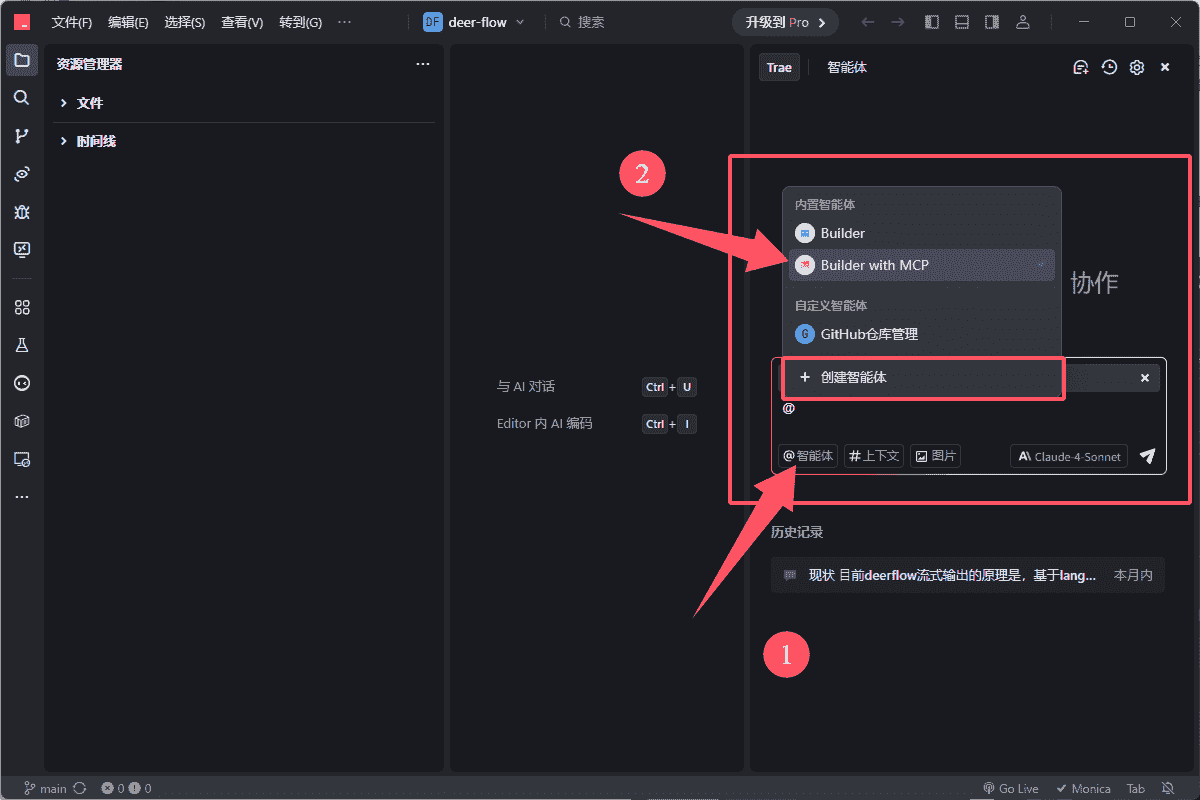 文件(F) 编辑(E) 选择(S) 查看(V) 转到(G) ··· DF deer-flow 搜索 升级到 Pro
资源管理器 ···
文件
时间线
与 AI 对话 Ctrl + U
Editor 内 AI 编码 Ctrl + I
Trae 智能体
2
内置智能体
Builder
Builder with MCP
协作
自定义智能体
G GitHub仓库管理
+ 创建智能体
@
@智能体 #上下文 图片 A\ Claude-4-Sonnet
历史记录
现状 目前deerflow流式输出的原理是，基于lang... 本月内
1
main 0 0 Go Live Monica Tab